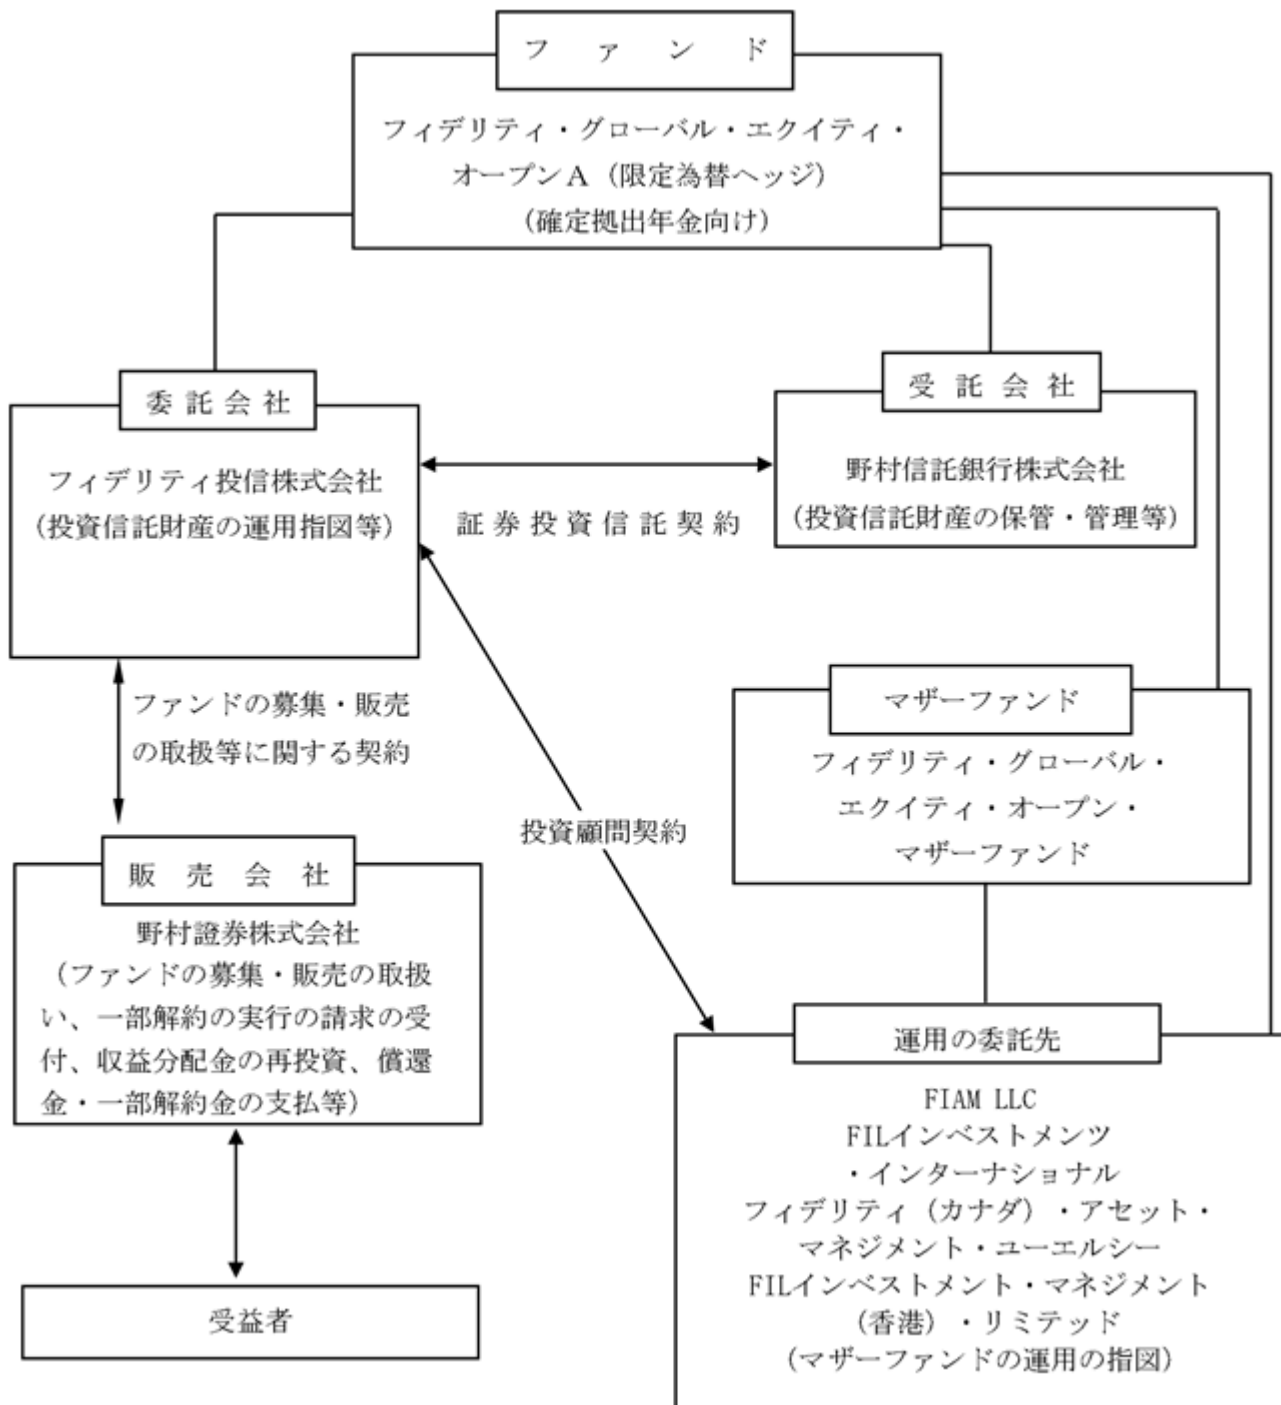 ファンド
フィデリティ・グローバル・エクイティ・
オープンA（限定為替ヘッジ）
（確定拠出年金向け）
委託会社
フィデリティ投信株式会社
（投資信託財産の運用指図等）
証券投資信託契約
受託会社
野村信託銀行株式会社
（投資信託財産の保管・管理等）
ファンドの募集・販売
の取扱等に関する契約
投資顧問契約
マザーファンド
フィデリティ・グローバル・
エクイティ・オープン・
マザーファンド
販売会社
野村證券株式会社
（ファンドの募集・販売の取扱
い、一部解約の実行の請求の受
付、収益分配金の再投資、償還
金・一部解約金の支払等）
運用の委託先
FIAM LLC
FILインベストメンツ
・インターナショナル
フィデリティ（カナダ）・アセット・
マネジメント・ユーエルシー
FILインベストメント・マネジメント
（香港）・リミテッド
（マザーファンドの運用の指図）
受益者